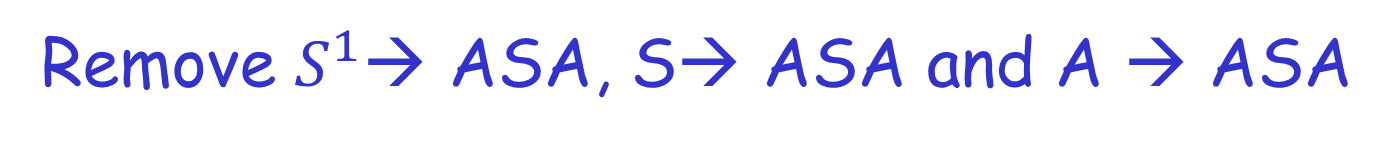 Remove 𝑆¹→ ASA, S→ ASA and A → ASA